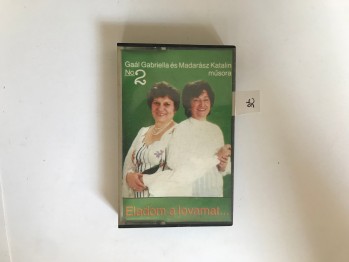 Gaál Gabriella és Madarász Katalin
No 2 műsora
Eladom a lovamat...